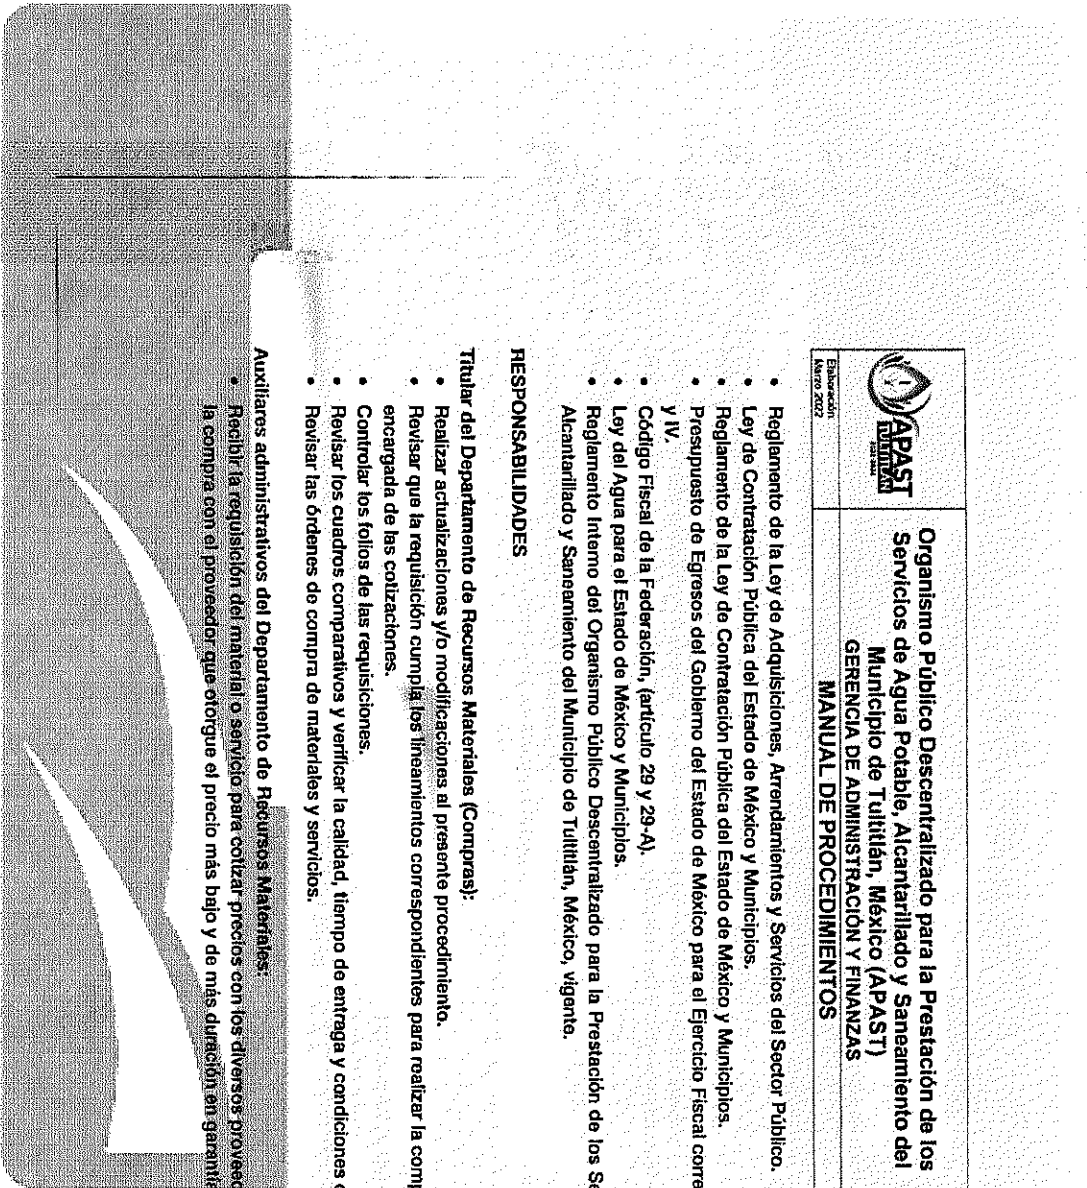 APAST
TULTITLÁN
Organismo Público Descentralizado para la Prestación de los
Servicios de Agua Potable, Alcantarillado y Saneamiento del
Municipio de Tultitlán, México (APAST)
GERENCIA DE ADMINISTRACIÓN Y FINANZAS
Elaboración:
Marzo 2022
MANUAL DE PROCEDIMIENTOS
• Reglamento de la Ley de Adquisiciones, Arrendamientos y Servicios del Sector Público.
• Ley de Contratación Pública del Estado de México y Municipios.
• Reglamento de la Ley de Contratación Pública del Estado de México y Municipios.
• Presupuesto de Egresos del Gobierno del Estado de México para el Ejercicio Fiscal corre
y IV.
• Código Fiscal de la Federación, (artículo 29 y 29-A).
• Ley del Agua para el Estado de México y Municipios.
• Reglamento Interno del Organismo Público Descentralizado para la Prestación de los Se
Alcantarillado y Saneamiento del Municipio de Tultitlán, México, vigente.
RESPONSABILIDADES
Titular del Departamento de Recursos Materiales (Compras):
• Realizar actualizaciones y/o modificaciones al presente procedimiento.
• Revisar que la requisición cumpla los lineamientos correspondientes para realizar la comp
encargada de las cotizaciones.
• Controlar los folios de las requisiciones.
• Revisar los cuadros comparativos y verificar la calidad, tiempo de entraga y condiciones
• Revisar las órdenes de compra de materiales y servicios.
Auxiliares administrativos del Departamento de Recursos Materiales:
• Recibir la requisición del material o servicio para cotizar precios con los diversos proveed
la compra con el proveedor que otorgue el precio más bajo y de más duración en garantía